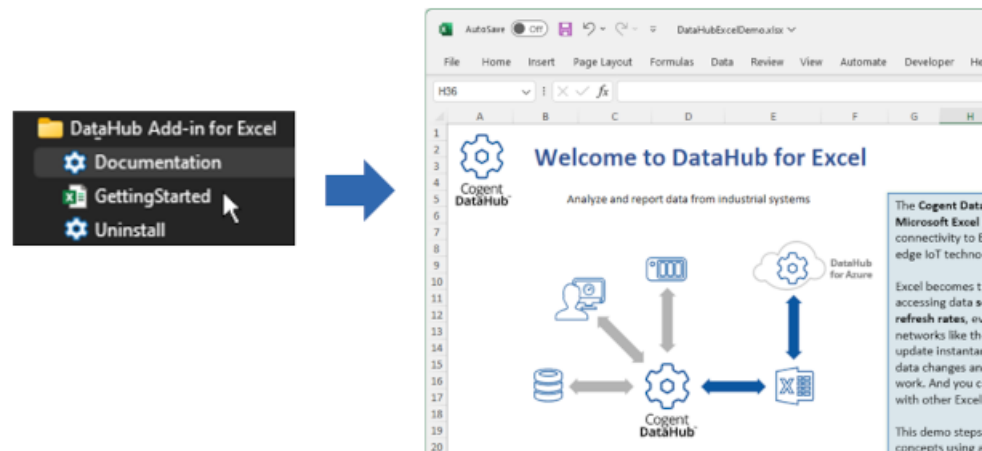 DataHub Add-in for Excel
Documentation
GettingStarted
Uninstall
AutoSave Off DataHubExcelDemo.xlsx
File Home Insert Page Layout Formulas Data Review View Automate Developer He
H36 fx
A B C D E F G H
1
2
3
4
5
6
7
8
9
10
11
12
13
14
15
16
17
18
19
20
Welcome to DataHub for Excel
Cogent
DataHub
Analyze and report data from industrial systems
DataHub
for Azure
Cogent
DataHub
The Cogent Data
Microsoft Excel
connectivity to E
edge IoT techno
Excel becomes t
accessing data s
refresh rates, ev
networks like th
update instanta
data changes an
work. And you c
with other Excel
This demo steps
concepts using